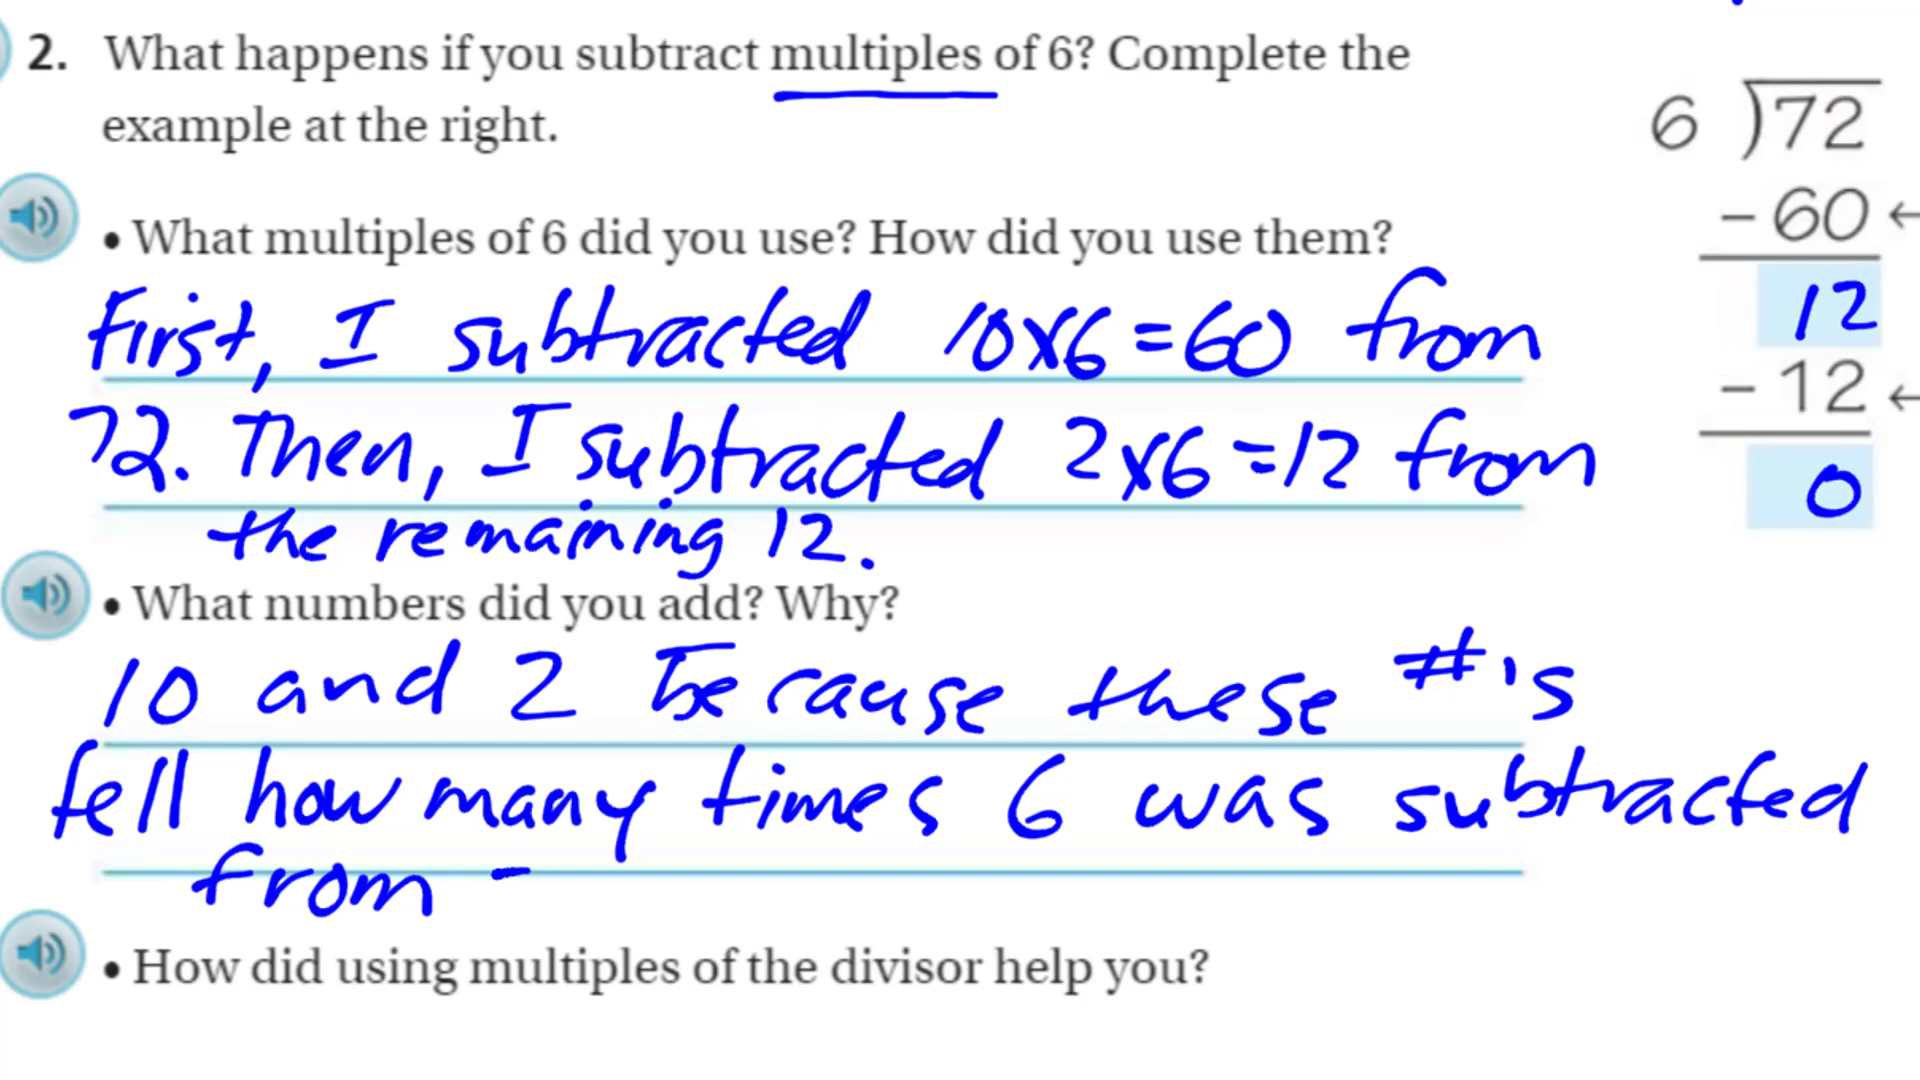 2. What happens if you subtract multiples of 6? Complete the
example at the right.
6 )72
- 60 ←
12
- 12 ←
0
• What multiples of 6 did you use? How did you use them?
First, I subtracted 10x6=60 from
72. Then, I subtracted 2x6=12 from
the remaining 12.
• What numbers did you add? Why?
10 and 2 because these #'s
tell how many times 6 was subtracted
from -
• How did using multiples of the divisor help you?